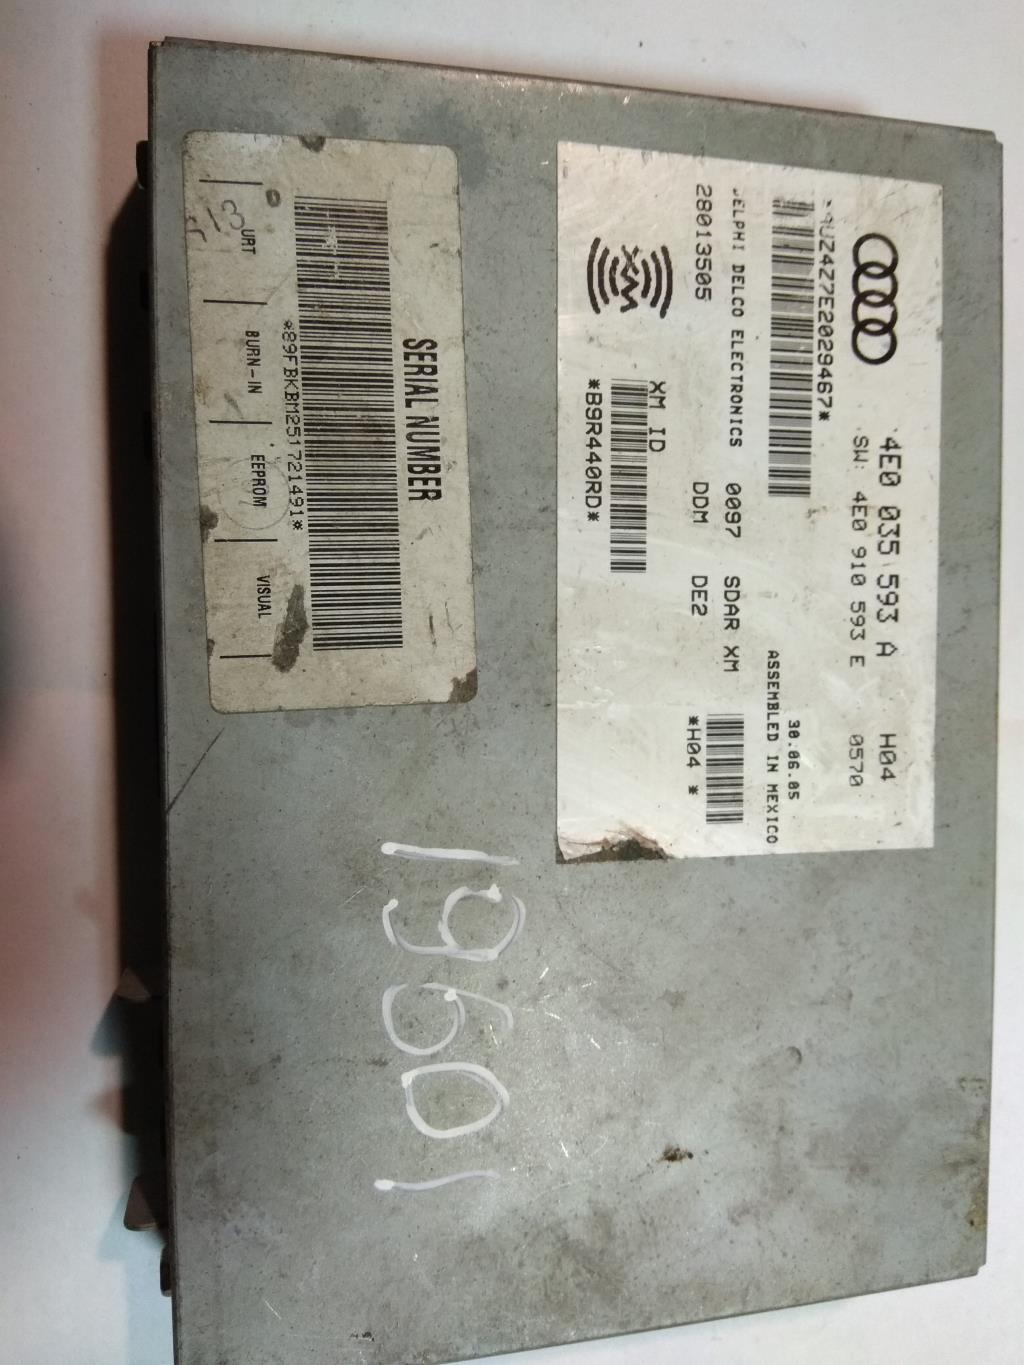 4E0 035 593 A H04
SW: 4E0 910 593 E 0570
*AUZ4Z7E2029467*
30.06.05
ASSEMBLED IN MEXICO
DELPHI DELCO ELECTRONICS 0097 SDAR XM
28013505 DDM DE2
*H04 *
XM
XM ID
*B9R440RD*
SERIAL NUMBER
*89FBKBM251721491*
URT BURN-IN EEPROM VISUAL
13
19601